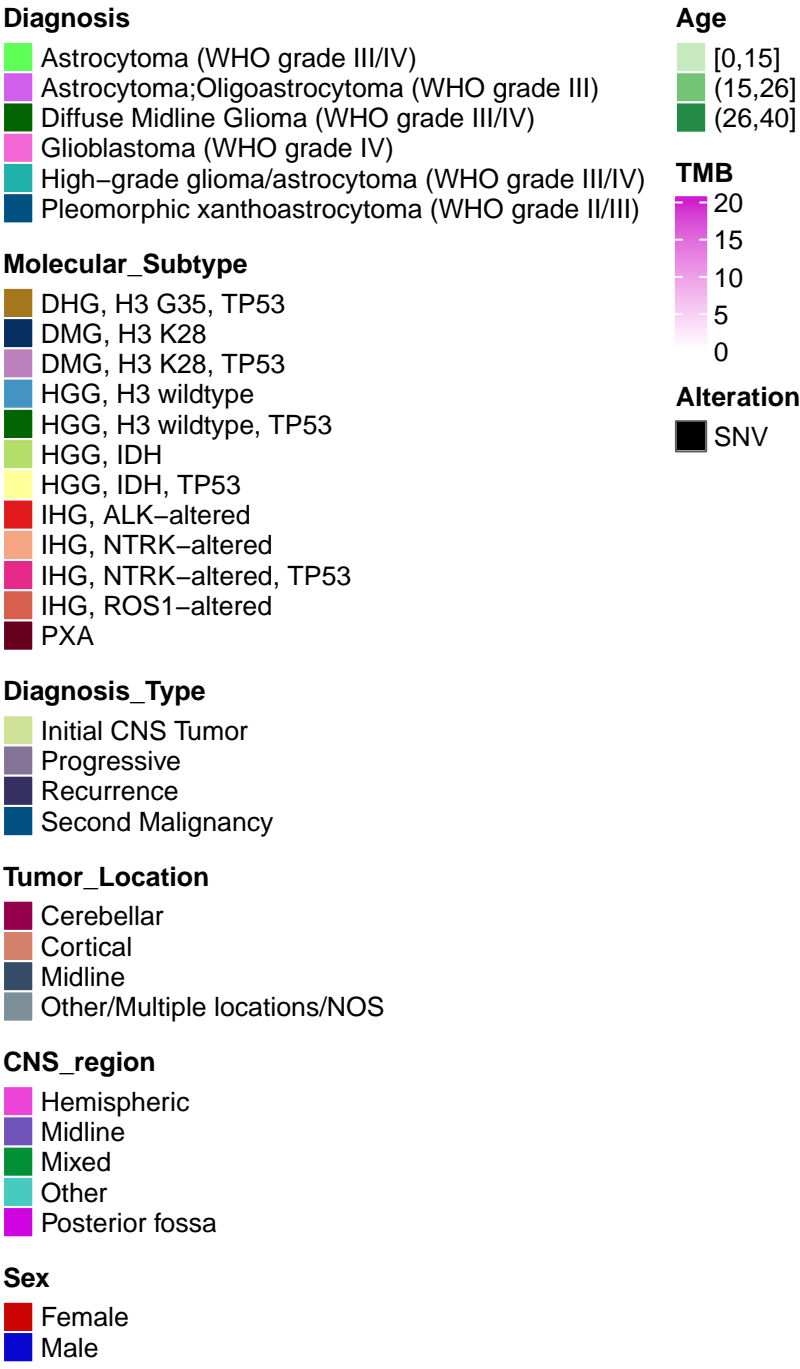 Diagnosis
Astrocytoma (WHO grade III/IV)
Astrocytoma;Oligoastrocytoma (WHO grade III)
Diffuse Midline Glioma (WHO grade III/IV)
Glioblastoma (WHO grade IV)
High−grade glioma/astrocytoma (WHO grade III/IV)
Pleomorphic xanthoastrocytoma (WHO grade II/III)
Molecular_Subtype
DHG, H3 G35, TP53
DMG, H3 K28
DMG, H3 K28, TP53
HGG, H3 wildtype
HGG, H3 wildtype, TP53
HGG, IDH
HGG, IDH, TP53
IHG, ALK−altered
IHG, NTRK−altered
IHG, NTRK−altered, TP53
IHG, ROS1−altered
PXA
Diagnosis_Type
Initial CNS Tumor
Progressive
Recurrence
Second Malignancy
Tumor_Location
Cerebellar
Cortical
Midline
Other/Multiple locations/NOS
CNS_region
Hemispheric
Midline
Mixed
Other
Posterior fossa
Sex
Female
Male
Age
[0,15]
(15,26]
(26,40]
TMB
20
15
10
5
0
Alteration
SNV